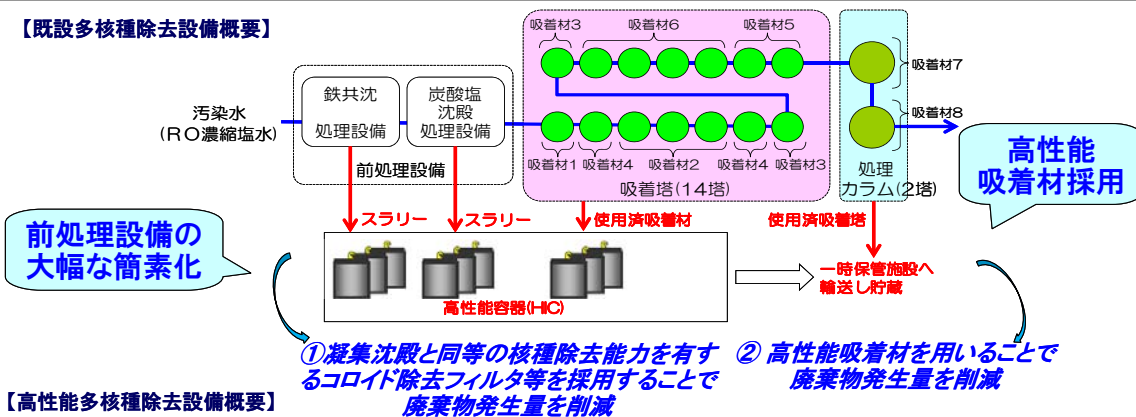 【既設多核種除去設備概要】
吸着材3
吸着材6
吸着材5
吸着材7
汚染水
(RO濃縮塩水)
鉄共沈
処理設備
炭酸塩
沈殿
処理設備
前処理設備
吸着材8
吸着材1
吸着材4
吸着材2
吸着材4
吸着材3
吸着塔(14塔)
処理
カラム(2塔)
高性能
吸着材採用
前処理設備の
大幅な簡素化
スラリー
スラリー
使用済吸着材
使用済吸着塔
高性能容器(HIC)
一時保管施設へ
輸送し貯蔵
①凝集沈殿と同等の核種除去能力を有す
るコロイド除去フィルタ等を採用することで
廃棄物発生量を削減
② 高性能吸着材を用いることで
廃棄物発生量を削減
【高性能多核種除去設備概要】